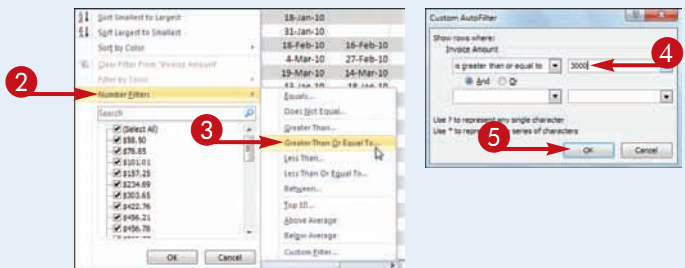 Sort Smallest to Largest
Sort Largest to Smallest
Sort by Color
Clear Filter From "Invoice Amount"
Filter by Color
2
Number Filters
Search
(Select All)
$58.50
$76.85
$101.01
$157.25
$234.69
$303.65
$422.76
$456.21
$456.78
OK Cancel
18-Jan-10
31-Jan-10
16-Feb-10 16-Feb-10
4-Mar-10 27-Feb-10
19-Mar-10 14-Mar-10
Equals...
Does Not Equal...
3
Greater Than...
Greater Than Or Equal To...
Less Than...
Less Than Or Equal To...
Between...
Top 10...
Above Average
Below Average
Custom Filter...
Custom AutoFilter
Show rows where:
Invoice Amount
is greater than or equal to 3000
4
And Or
Use ? to represent any single character
Use * to represent series of characters
5
OK Cancel